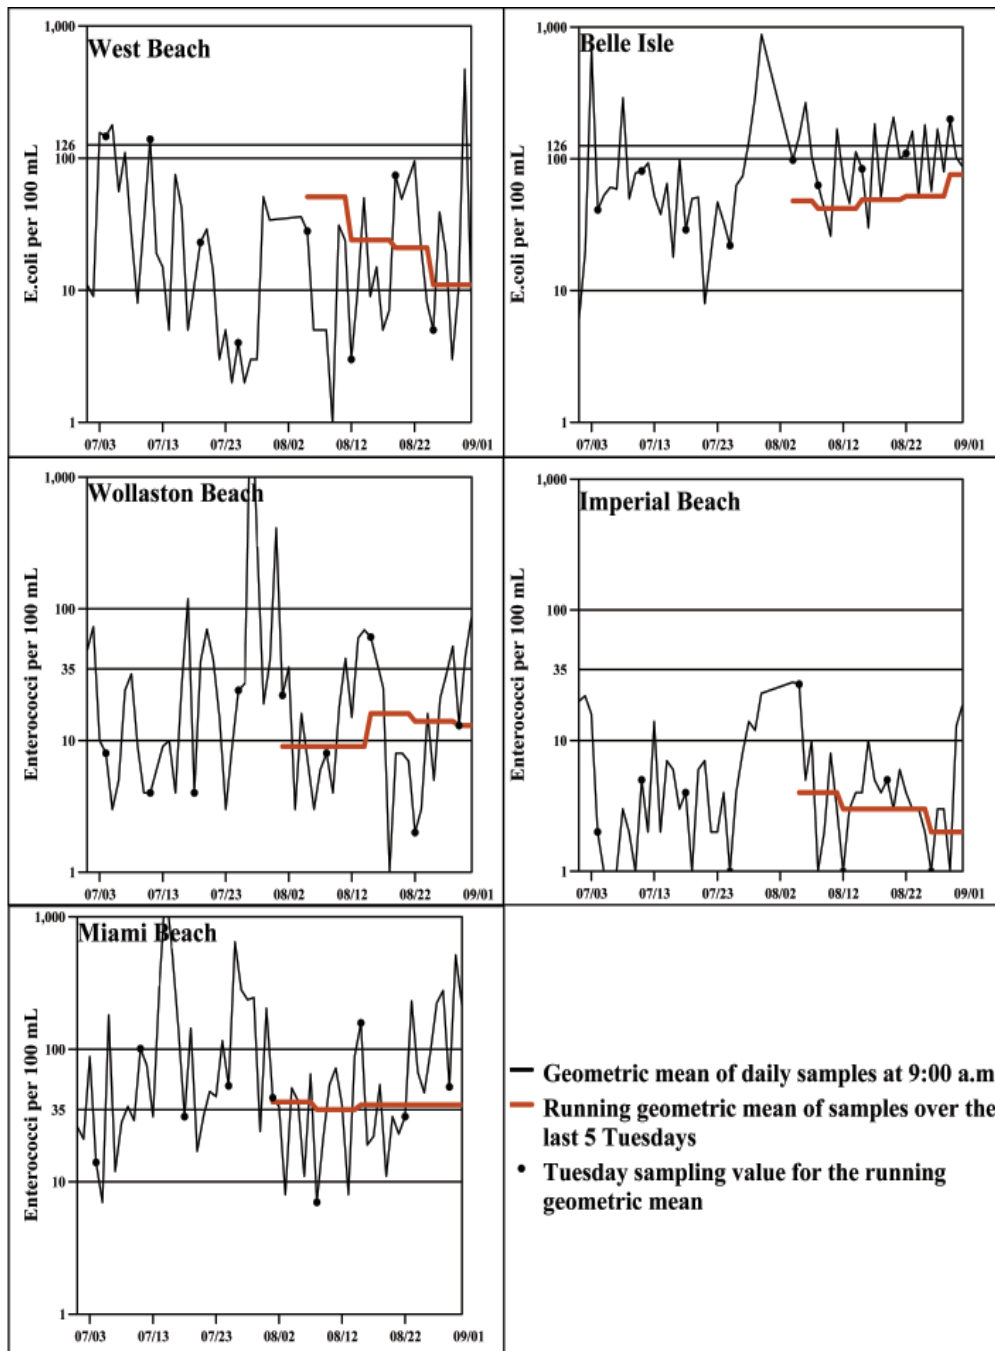 West Beach
E.coli per 100 mL
1,000
126
100
10
1
07/03 07/13 07/23 08/02 08/12 08/22 09/01
Belle Isle
E.coli per 100 mL
1,000
126
100
10
1
07/03 07/13 07/23 08/02 08/12 08/22 09/01
Wollaston Beach
Enterococci per 100 mL
1,000
100
35
10
1
07/03 07/13 07/23 08/02 08/12 08/22 09/01
Imperial Beach
Enterococci per 100 mL
1,000
100
35
10
1
07/03 07/13 07/23 08/02 08/12 08/22 09/01
Miami Beach
Enterococci per 100 mL
1,000
100
35
10
1
07/03 07/13 07/23 08/02 08/12 08/22 09/01
Geometric mean of daily samples at 9:00 a.m
Running geometric mean of samples over the
last 5 Tuesdays
Tuesday sampling value for the running
geometric mean